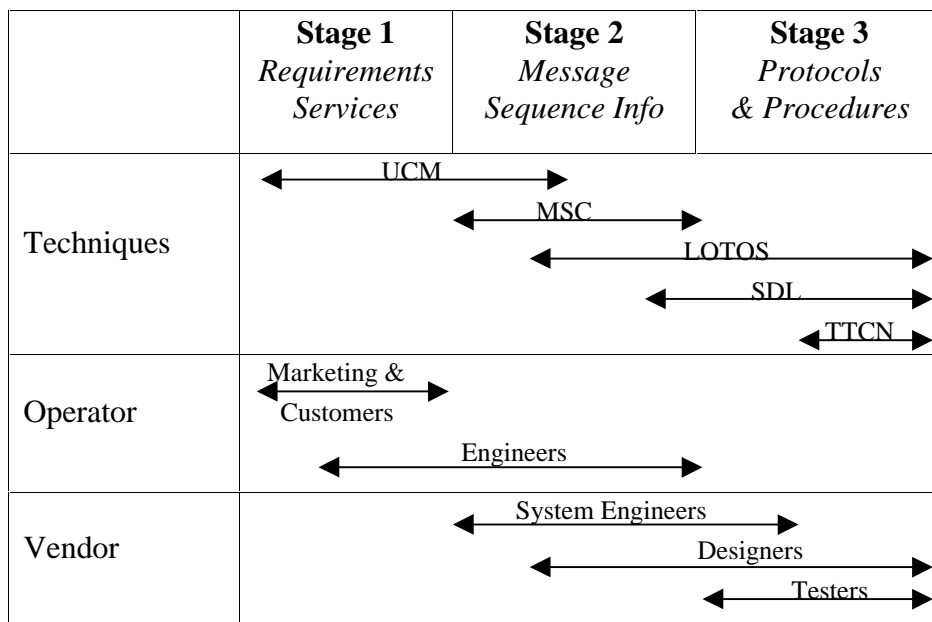 Stage 1
Requirements
Services
Stage 2
Message
Sequence Info
Stage 3
Protocols
& Procedures
Techniques
UCM
MSC
LOTOS
SDL
TTCN
Operator
Marketing &
Customers
Engineers
Vendor
System Engineers
Designers
Testers